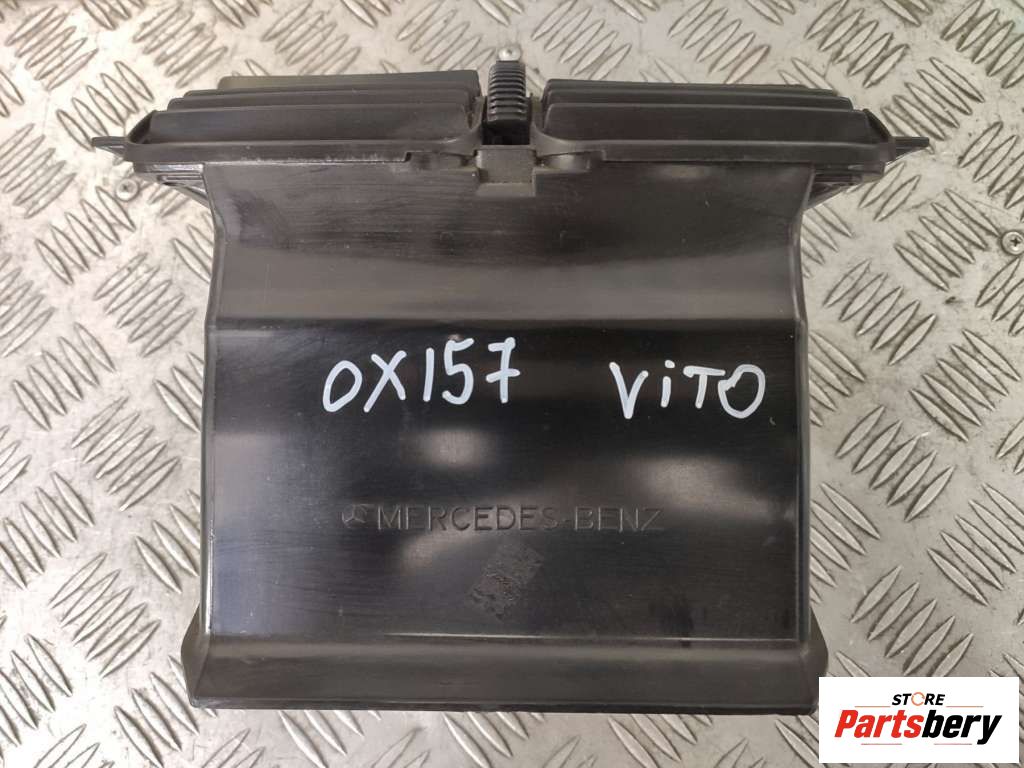 OX157 ViTO
MERCEDES-BENZ
STORE
Partsbery